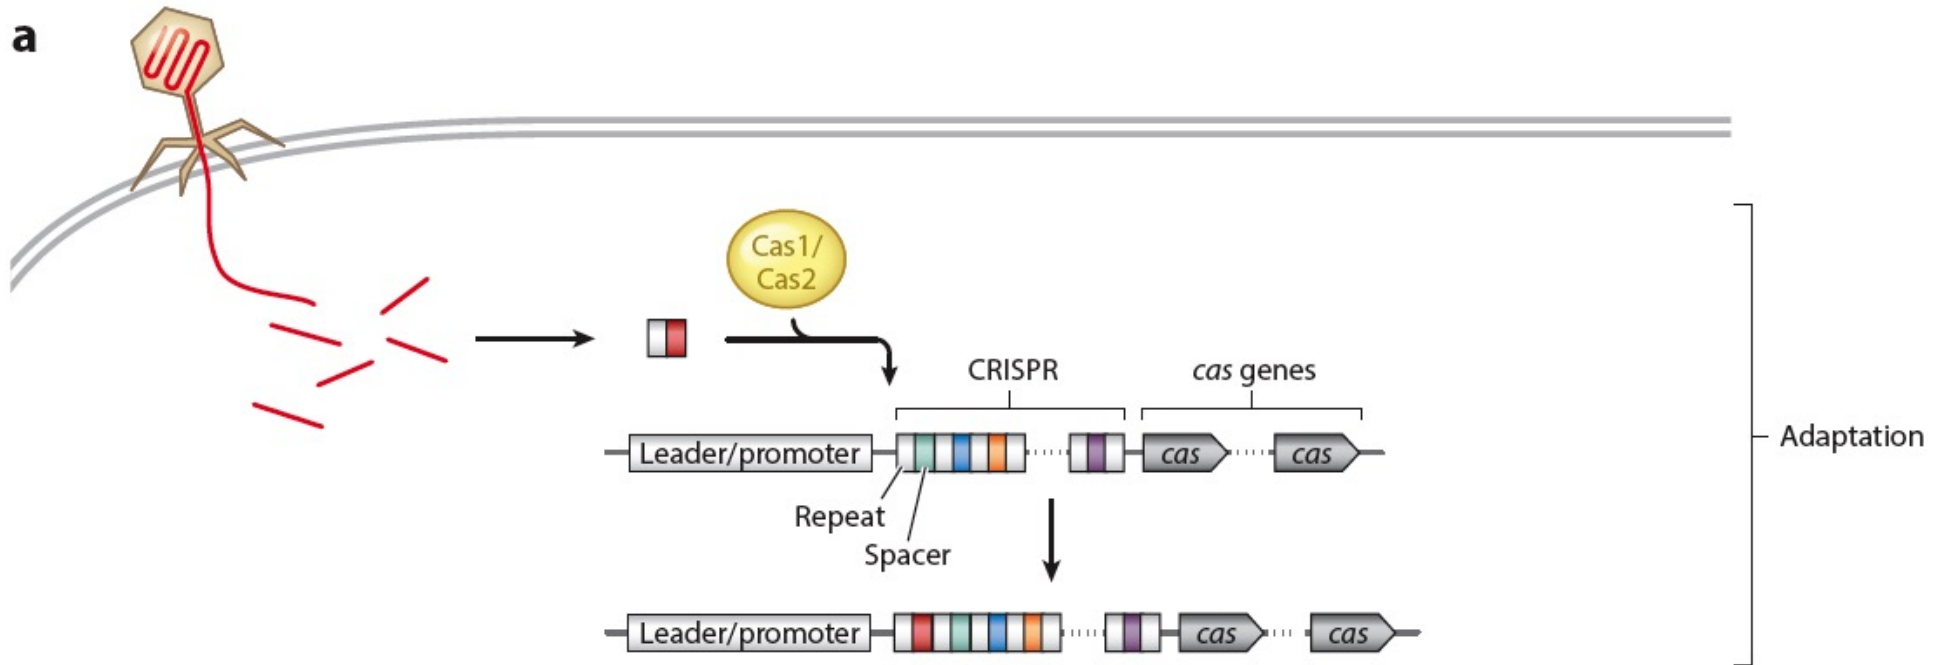 a
Cas1/
Cas2
CRISPR
cas genes
Leader/promoter
cas
cas
Repeat
Spacer
Adaptation
Leader/promoter
cas
cas